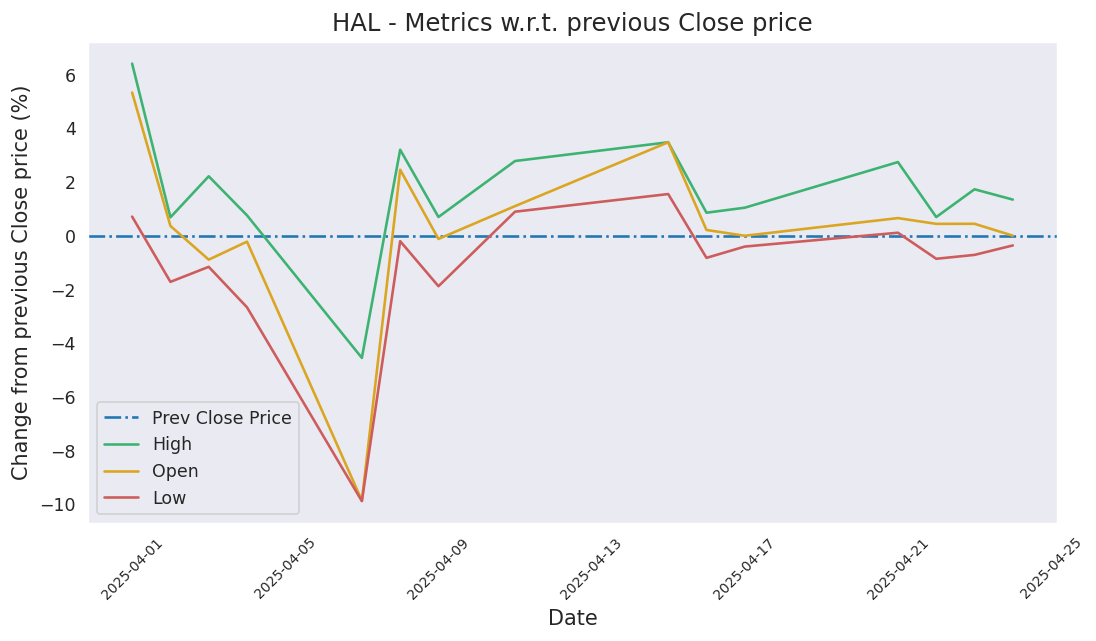 HAL - Metrics w.r.t. previous Close price
Change from previous Close price (%)
6
4
2
0
−2
−4
−6
−8
−10
Prev Close Price
High
Open
Low
2025-04-01
2025-04-05
2025-04-09
2025-04-13
2025-04-17
2025-04-21
2025-04-25
Date